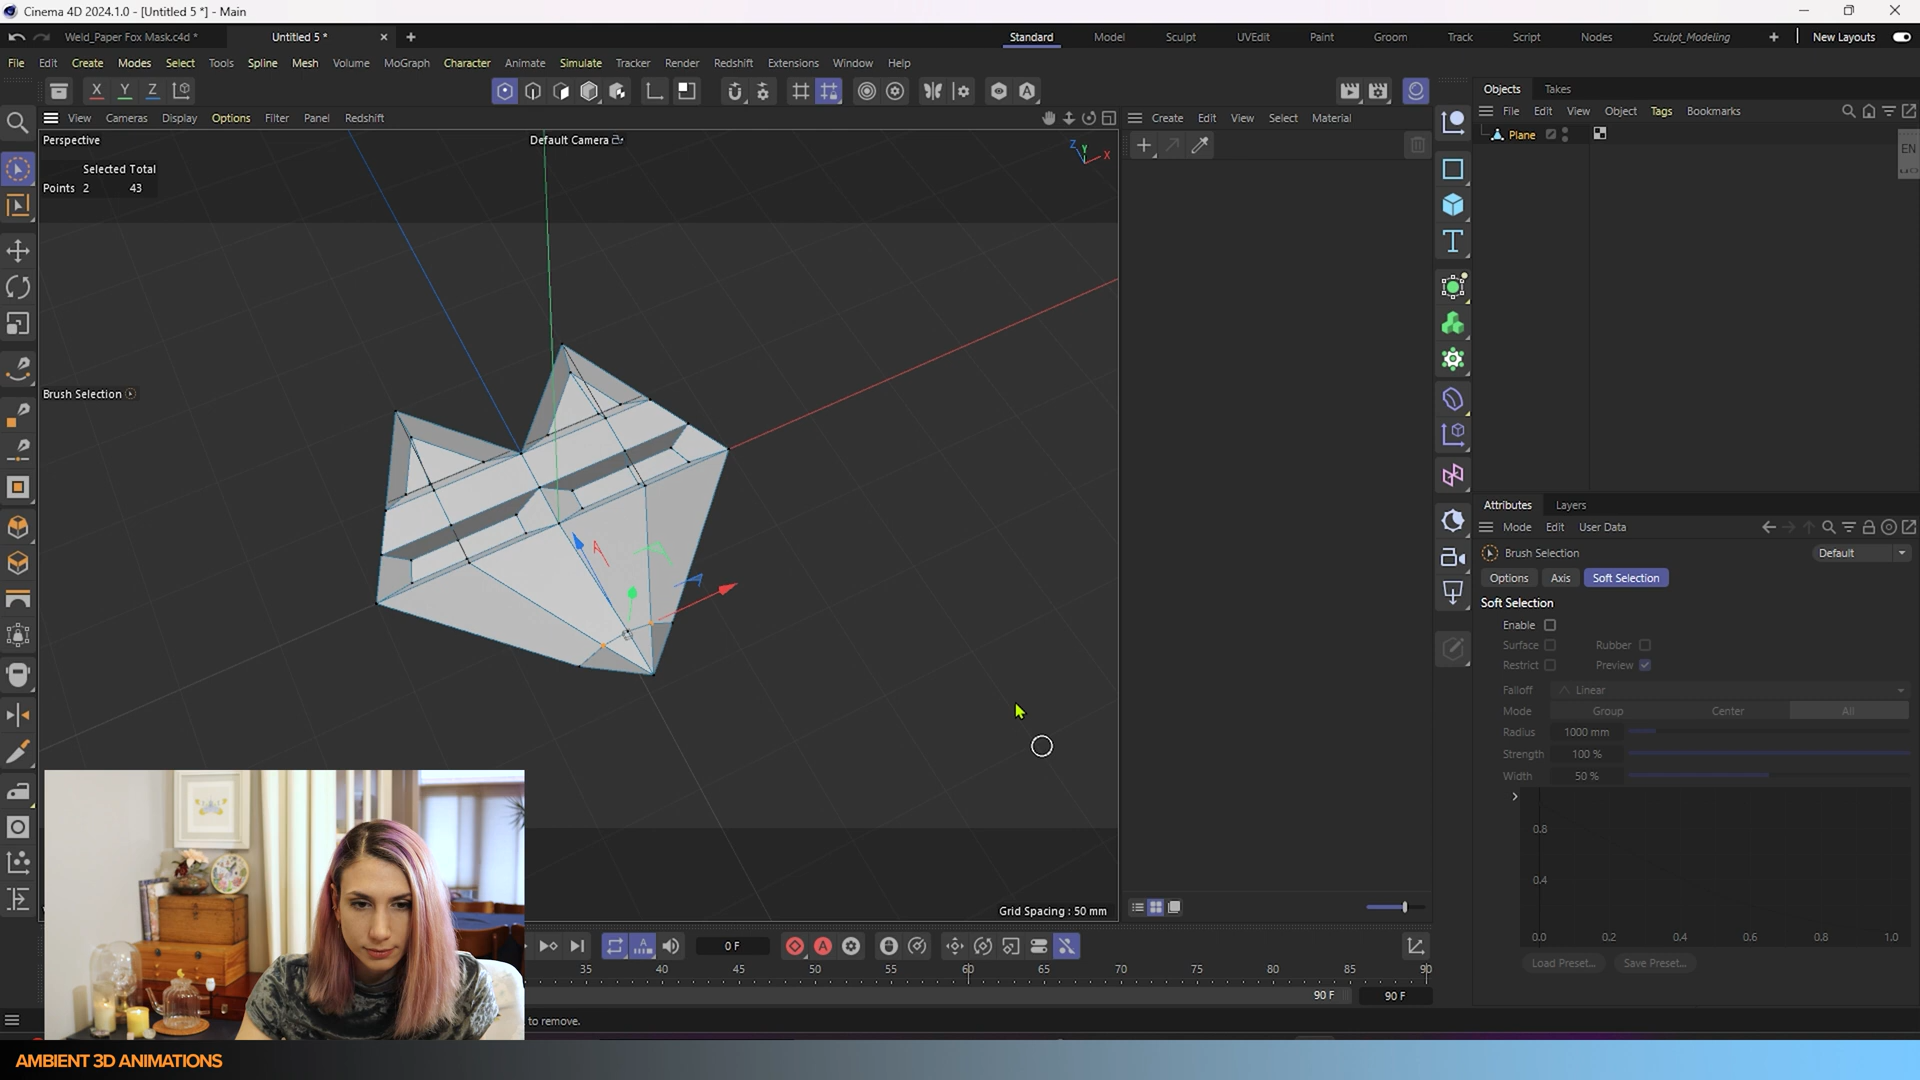 Cinema 4D 2024.1.0 - [Untitled 5 *] - Main
Weld_Paper Fox Mask.c4d *
Untitled 5 *
Standard
Model
Sculpt
UVEdit
Paint
Groom
Track
Script
Nodes
Sculpt_Modeling
New Layouts
File Edit Create Modes Select Tools Spline Mesh Volume MoGraph Character Animate Simulate Tracker Render Redshift Extensions Window Help
X Y Z
Objects Takes
View Cameras Display Options Filter Panel Redshift
Create Edit View Select Material
File Edit View Object Tags Bookmarks
Perspective
Default Camera
Z Y X
Plane
EN
Selected Total
Points 2 43
Brush Selection
Attributes Layers
Mode Edit User Data
Brush Selection
Default
Options Axis Soft Selection
Soft Selection
Enable
Surface Rubber
Restrict Preview
Falloff Linear
Mode Group Center All
Radius 1000 mm
Strength 100 %
Width 50 %
0.8
0.4
0.0 0.2 0.4 0.6 0.8 1.0
Load Preset... Save Preset...
Grid Spacing : 50 mm
0 F
35 40 45 50 55 60 65 70 75 80 85 90
90 F 90 F
to remove.
AMBIENT 3D ANIMATIONS